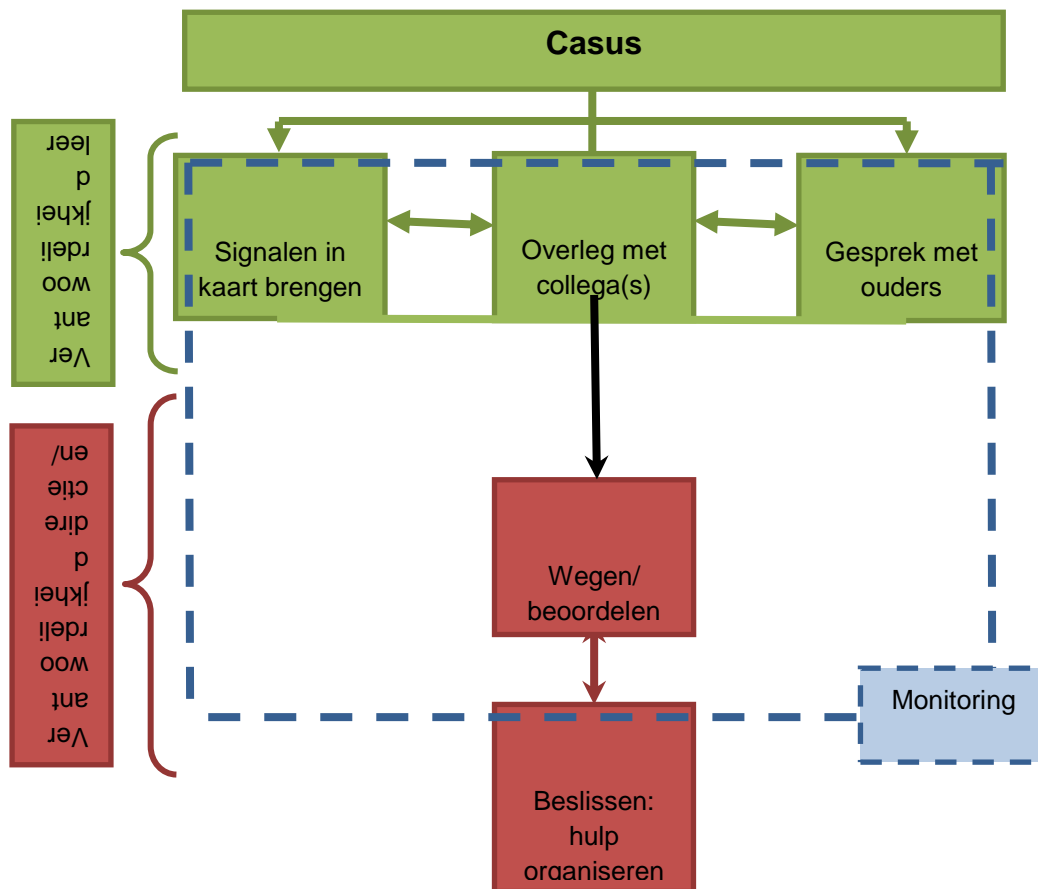 Casus
Ver
ant
woo
rdeli
jkhei
d
leer
Signalen in
kaart brengen
Overleg met
collega(s)
Gesprek met
ouders
Ver
ant
woo
rdeli
jkhei
d
dire
ctie
en/
Wegen/
beoordelen
Monitoring
Beslissen:
hulp
organiseren